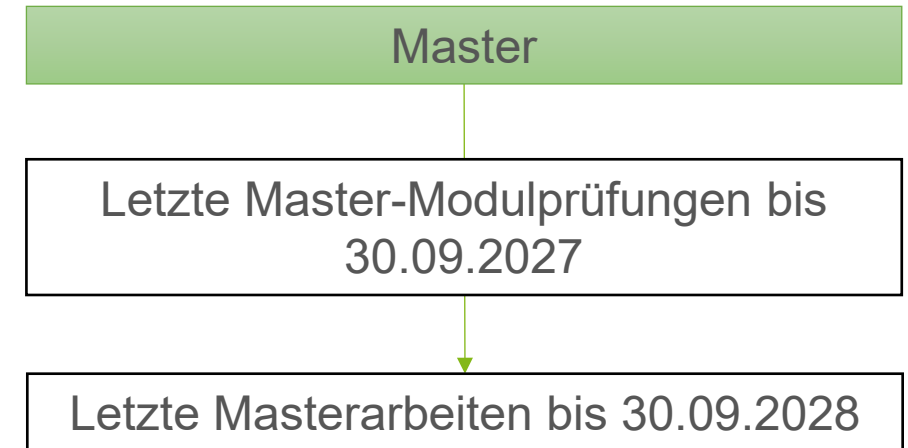 Master
Letzte Master-Modulprüfungen bis
30.09.2027
Letzte Masterarbeiten bis 30.09.2028